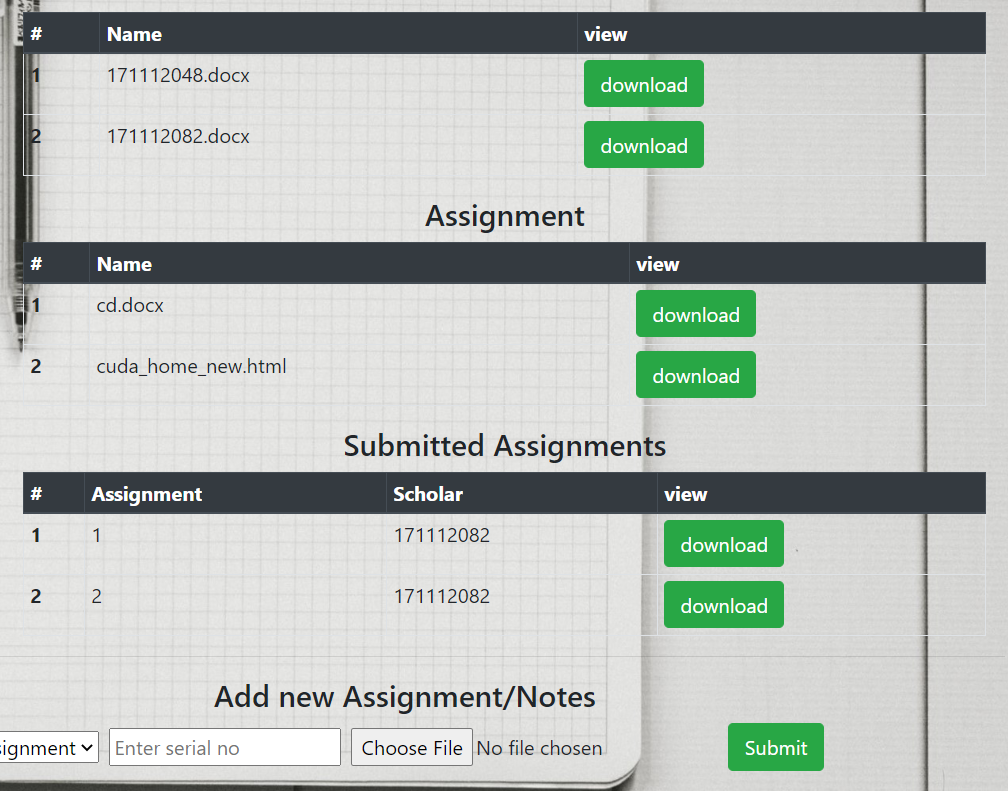 # Name view
1 171112048.docx download
2 171112082.docx download
Assignment
# Name view
1 cd.docx download
2 cuda_home_new.html download
Submitted Assignments
# Assignment Scholar view
1 1 171112082 download
2 2 171112082 download
Add new Assignment/Notes
signment Enter serial no Choose File No file chosen Submit